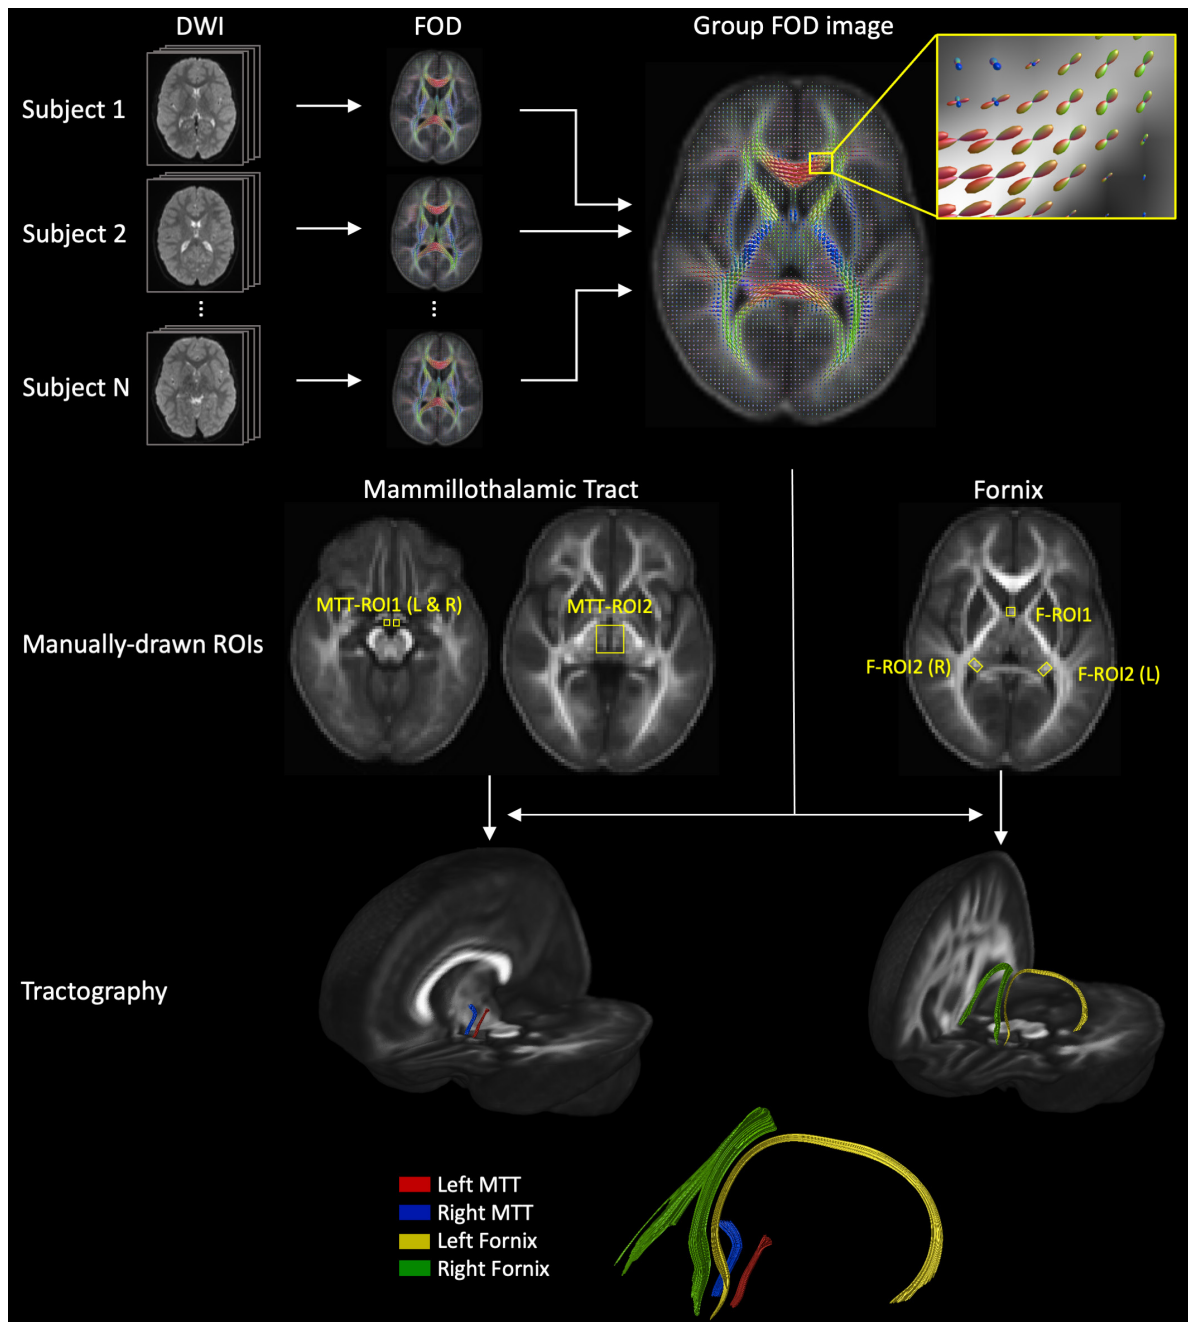 DWI
FOD
Group FOD image
Subject 1
Subject 2
...
...
Subject N
Mammillothalamic Tract
Fornix
MTT-ROI1 (L & R)
MTT-ROI2
F-ROI1
Manually-drawn ROIs
F-ROI2 (R)
F-ROI2 (L)
Tractography
Left MTT
Right MTT
Left Fornix
Right Fornix